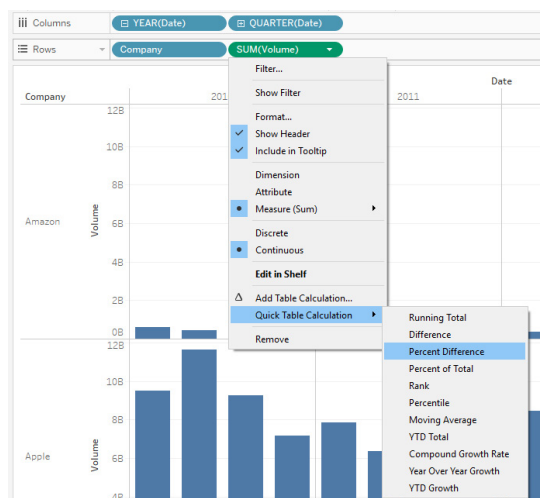 Columns
YEAR(Date)
QUARTER(Date)
Rows
Company
SUM(Volume)
Filter...
Show Filter
Format...
Show Header
Include in Tooltip
Dimension
Attribute
Measure (Sum)
Discrete
Continuous
Edit in Shelf
Add Table Calculation...
Quick Table Calculation
Remove
Running Total
Difference
Percent Difference
Percent of Total
Rank
Percentile
Moving Average
YTD Total
Compound Growth Rate
Year Over Year Growth
YTD Growth
Date
Company
201
2011
12B
10B
8B
6B
4B
2B
0B
Volume
Amazon
12B
10B
8B
6B
4B
Volume
Apple